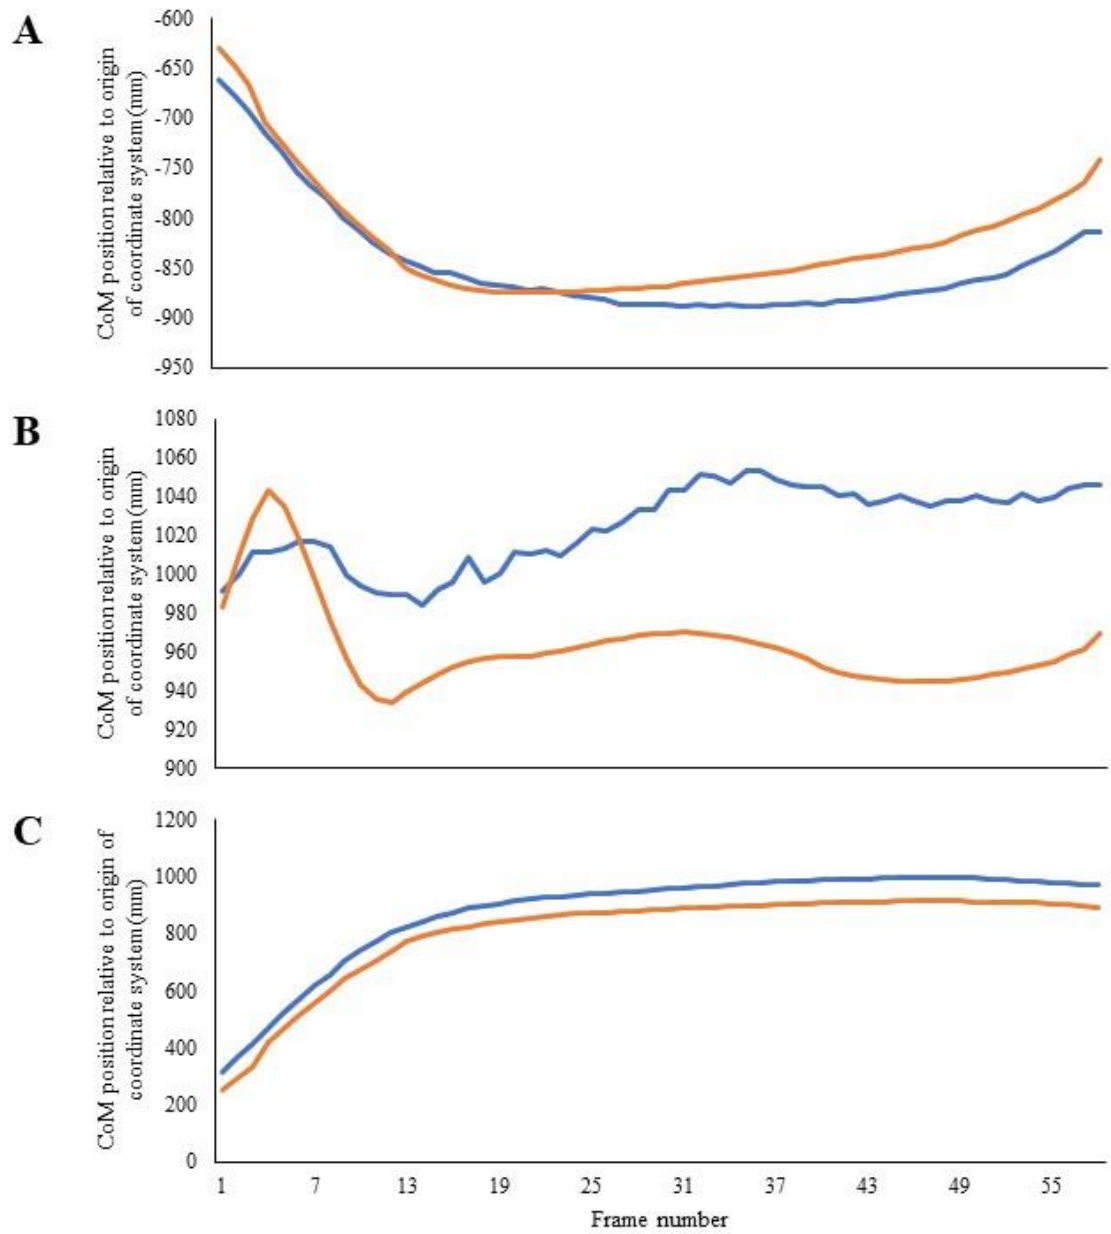 A
CoM position relative to origin
of coordinate system (mm)
-600
-650
-700
-750
-800
-850
-900
-950
B
CoM position relative to origin
of coordinate system (mm)
1080
1060
1040
1020
1000
980
960
940
920
900
C
CoM position relative to origin of
coordinate system (mm)
1200
1000
800
600
400
200
0
1 7 13 19 25 31 37 43 49 55
Frame number